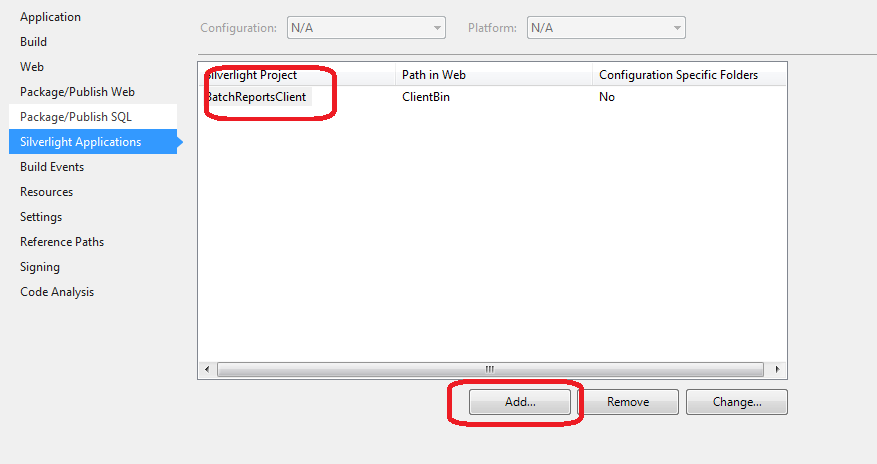 Application
Build
Web
Package/Publish Web
Package/Publish SQL
Silverlight Applications
Build Events
Resources
Settings
Reference Paths
Signing
Code Analysis
Configuration: N/A Platform: N/A
Silverlight Project Path in Web Configuration Specific Folders
BatchReportsClient ClientBin No
Add... Remove Change...